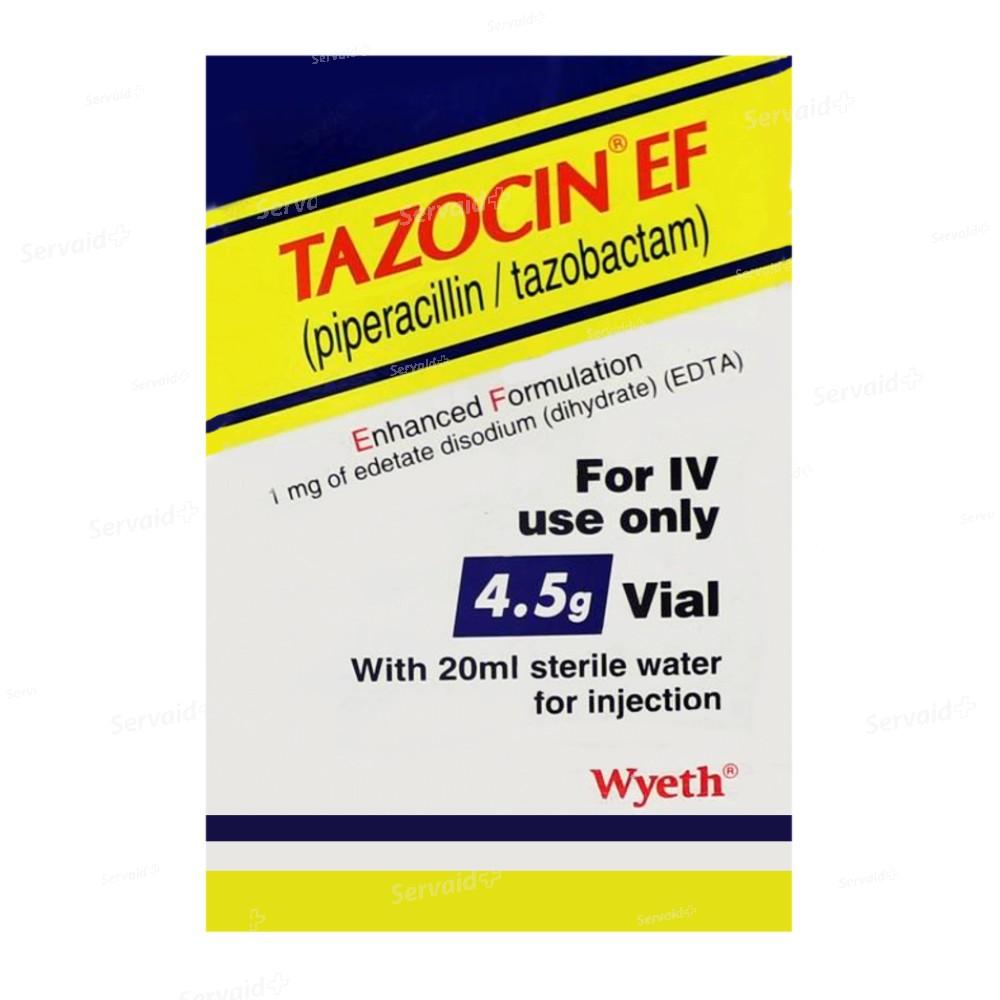 TAZOCIN® EF
(piperacillin / tazobactam)
Enhanced Formulation
1 mg of edetate disodium (dihydrate) (EDTA)
For IV
use only
4.5g Vial
With 20ml sterile water
for injection
Wyeth®
Servaid